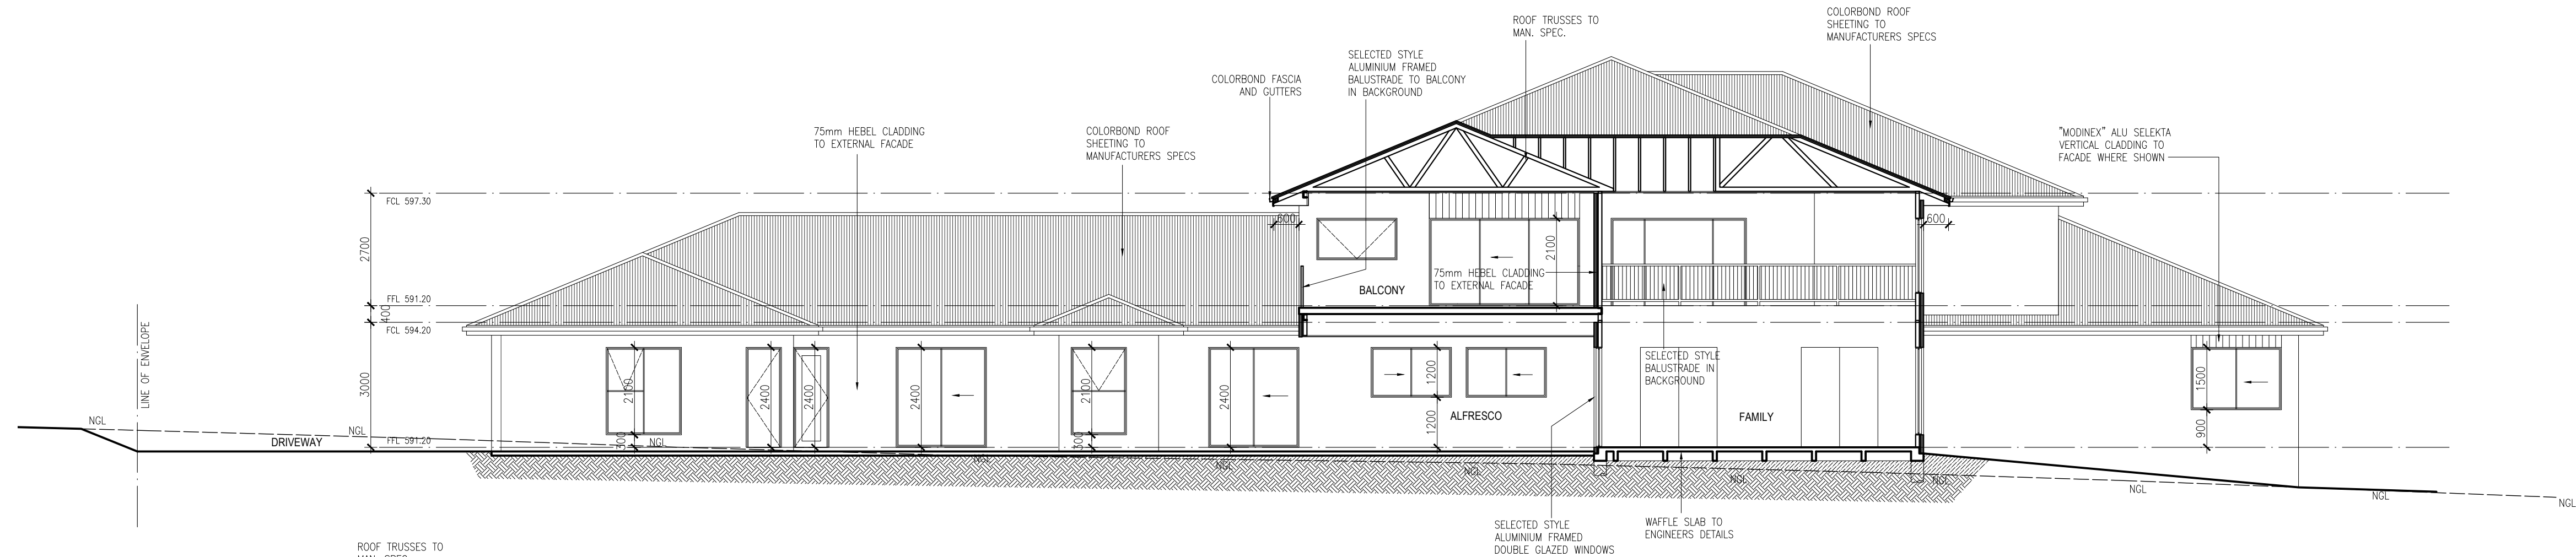 COLORBOND ROOF
SHEETING TO
MANUFACTURERS SPECS
ROOF TRUSSES TO
MAN. SPEC.
SELECTED STYLE
ALUMINIUM FRAMED
BALUSTRADE TO BALCONY
IN BACKGROUND
COLORBOND FASCIA
AND GUTTERS
75mm HEBEL CLADDING
TO EXTERNAL FACADE
COLORBOND ROOF
SHEETING TO
MANUFACTURERS SPECS
"MODINEX" ALU SELEKTA
VERTICAL CLADDING TO
FACADE WHERE SHOWN
FCL 597.30
600
600
2700
2100
75mm HEBEL CLADDING
TO EXTERNAL FACADE
BALCONY
FFL 591.20
400
FCL 594.20
LINE OF ENVELOPE
3000
2100
2400
2400
2400
2100
2400
1200
1200
SELECTED STYLE
BALUSTRADE IN
BACKGROUND
1500
900
ALFRESCO
FAMILY
NGL
NGL
DRIVEWAY
FFL 591.20
300
NGL
300
NGL
NGL
NGL
NGL
NGL
NGL
NGL
NGL
SELECTED STYLE
ALUMINIUM FRAMED
DOUBLE GLAZED WINDOWS
WAFFLE SLAB TO
ENGINEERS DETAILS
ROOF TRUSSES TO